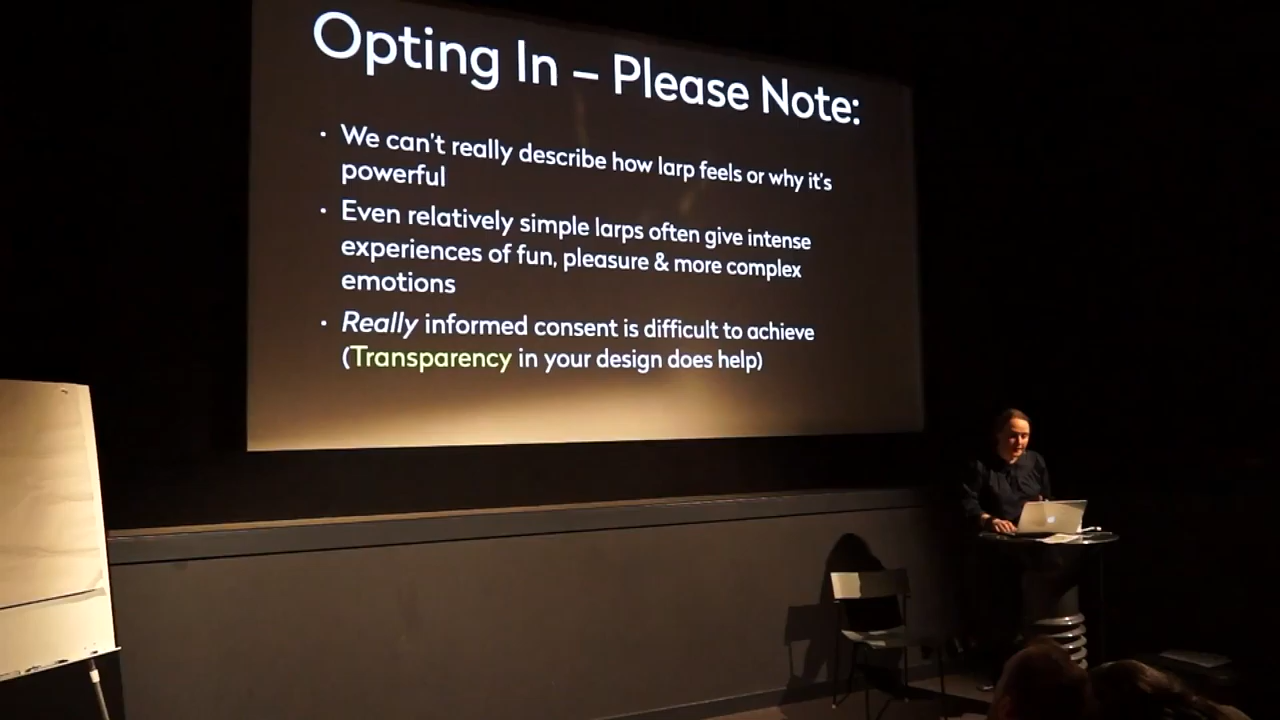 Opting In – Please Note:
• We can't really describe how larp feels or why it's
powerful
• Even relatively simple larps often give intense
experiences of fun, pleasure & more complex
emotions
• Really informed consent is difficult to achieve
(Transparency in your design does help)